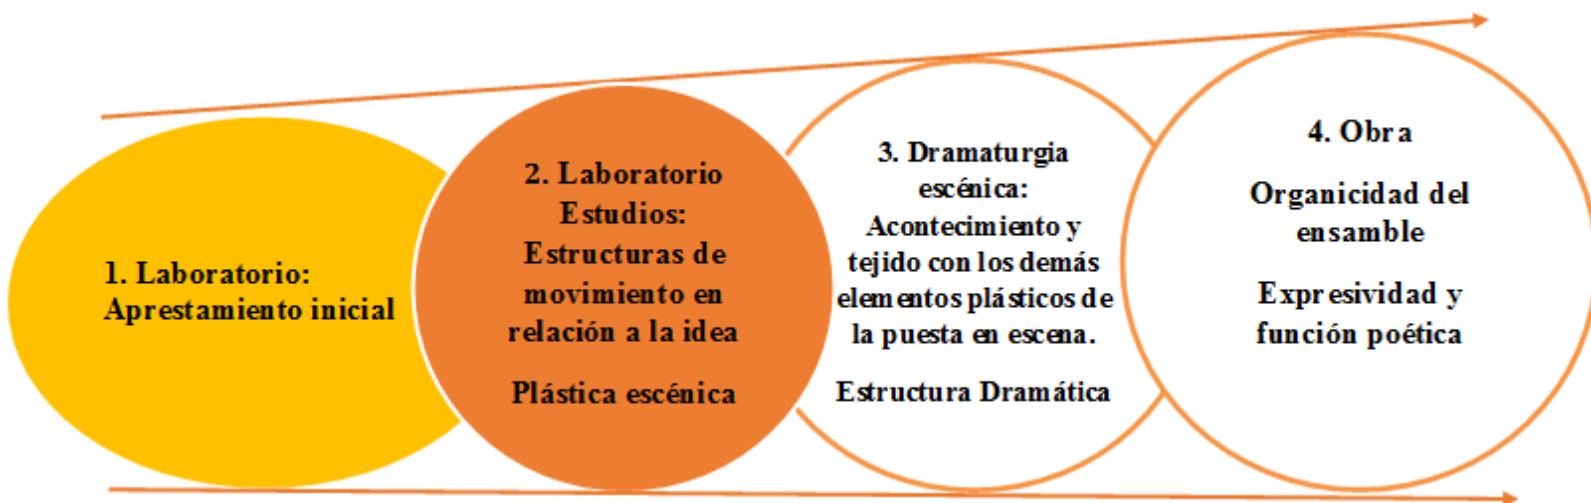 1. Laboratorio:
Aprestamiento inicial
2. Laboratorio
Estudios:
Estructuras de
movimiento en
relación a la idea
Plástica escénica
3. Dramaturgia
escénica:
Acontecimiento y
tejido con los demás
elementos plásticos de
la puesta en escena.
Estructura Dramática
4. Obra
Organicidad del
ensamble
Expresividad y
función poética